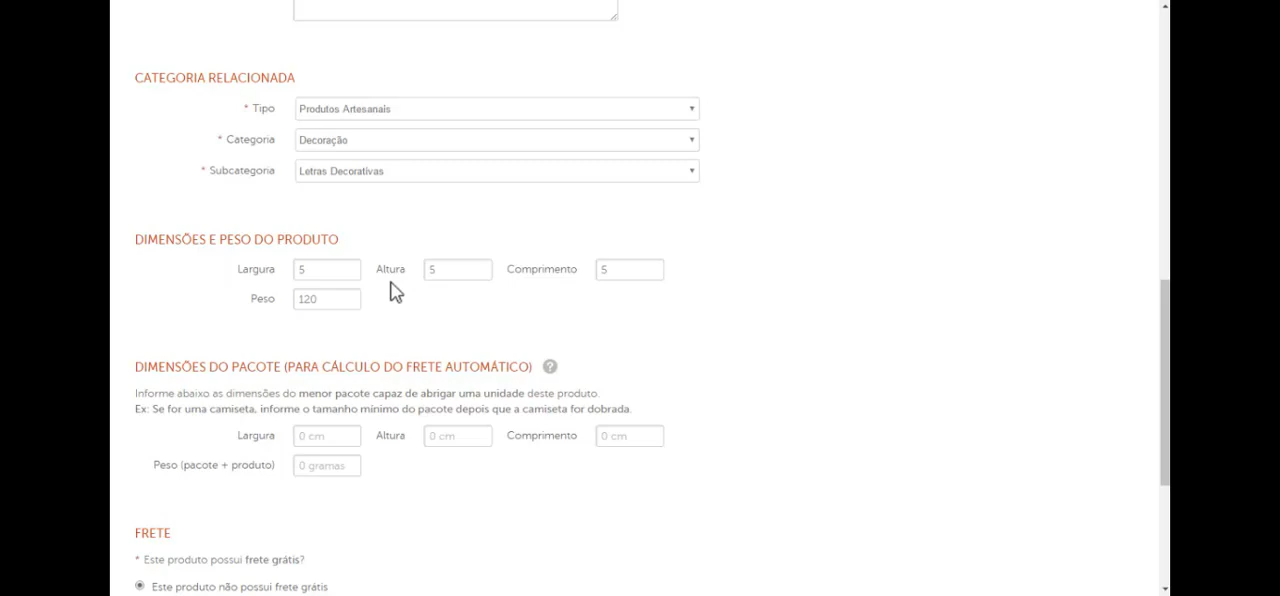 CATEGORIA RELACIONADA
* Tipo Produtos Artesanais
* Categoria Decoração
* Subcategoria Letras Decorativas
DIMENSÕES E PESO DO PRODUTO
Largura 5 Altura 5 Comprimento 5
Peso 120
DIMENSÕES DO PACOTE (PARA CÁLCULO DO FRETE AUTOMÁTICO) ?
Informe abaixo as dimensões do menor pacote capaz de abrigar uma unidade deste produto.
Ex: Se for uma camiseta, informe o tamanho mínimo do pacote depois que a camiseta for dobrada.
Largura 0 cm Altura 0 cm Comprimento 0 cm
Peso (pacote + produto) 0 gramas
FRETE
* Este produto possui frete grátis?
Este produto não possui frete grátis